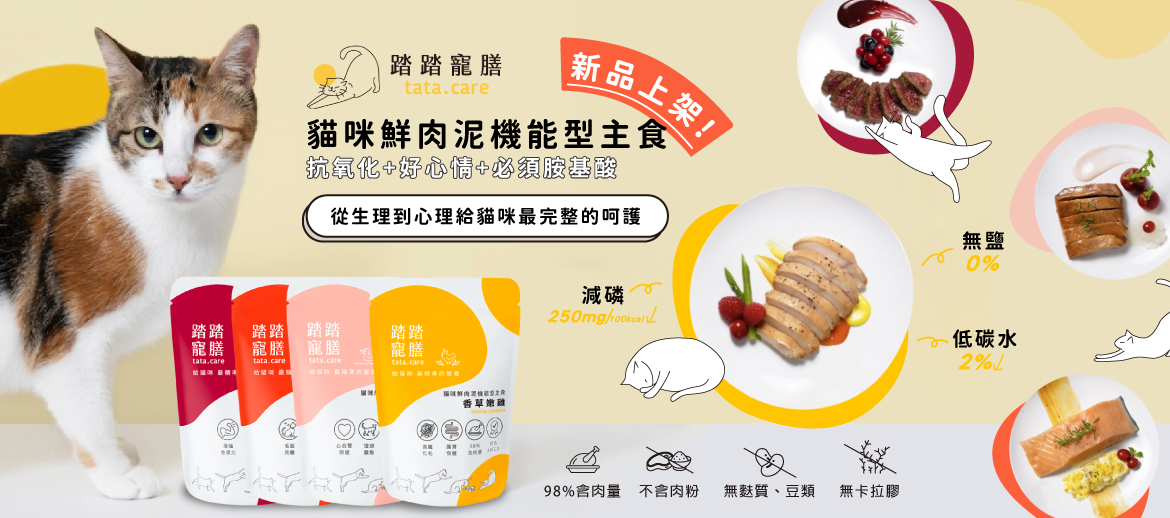 踏踏寵膳
tata.care
新品上架!
貓咪鮮肉泥機能型主食
抗氧化+好心情+必須胺基酸
從生理到心理給貓咪最完整的呵護
無鹽
0%
減磷
250mg/100kcal↓
低碳水
2%↓
踏踏
寵膳
tata.care
踏踏
寵膳
tata.care
踏踏
寵膳
tata.care
踏踏
寵膳
tata.care
貓咪鮮肉泥機能型主食
香草嫩雞
98%含肉量
不含肉粉
無麩質、豆類
無卡拉膠